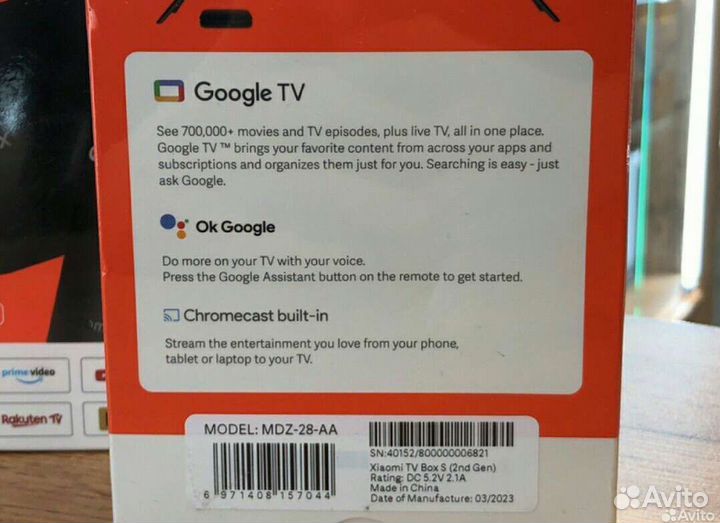 Google TV
See 700,000+ movies and TV episodes, plus live TV, all in one place.
Google TV ™ brings your favorite content from across your apps and
subscriptions and organizes them just for you. Searching is easy - just
ask Google.
Ok Google
Do more on your TV with your voice.
Press the Google Assistant button on the remote to get started.
Chromecast built-in
Stream the entertainment you love from your phone,
tablet or laptop to your TV.
prime video
Rakuten TV
MODEL: MDZ-28-AA
6 971408 157044
SN:40152/800000006821
Xiaomi TV Box S (2nd Gen)
Rating: DC 5.2V 2.1A
Made in China
Date of Manufacture: 03/2023
Avito
Avito